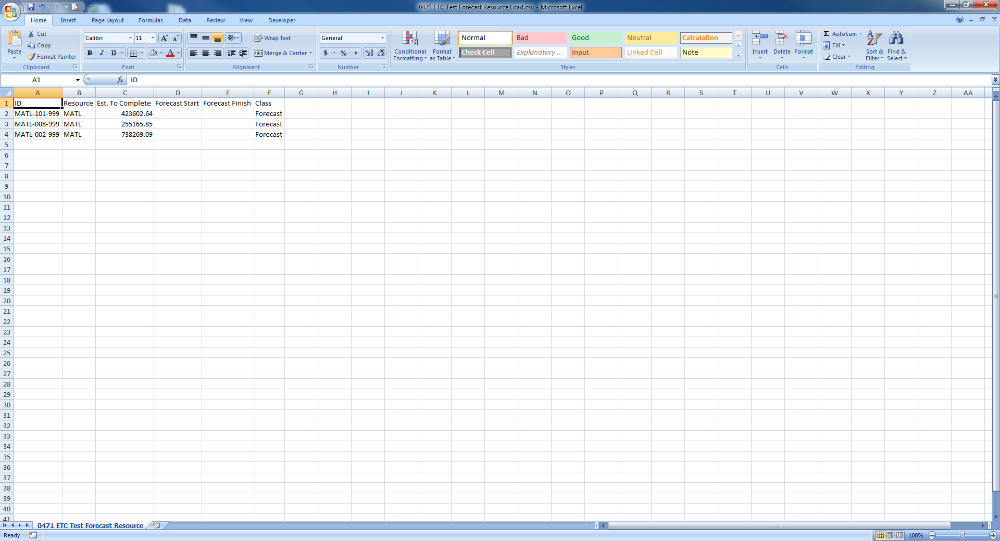 0471 ETC Test Forecast Resource Load.csv - Microsoft Excel
Home Insert Page Layout Formulas Data Review View Developer
Paste
Cut
Copy
Format Painter
Clipboard
Calibri 11
B I U
Font
Wrap Text
Merge & Center
Alignment
General
$ % ,
Number
Conditional Formatting
Format as Table
Normal Bad Good Neutral Calculation
Check Cell Explanatory ... Input Linked Cell Note
Styles
Insert Delete Format
Cells
Σ AutoSum
Fill
Clear
Sort & Filter
Find & Select
Editing
A1 fx ID
A B C D E F G H I J K L M N O P Q R S T U V W X Y Z AA
1 ID Resource Est. To Complete Forecast Start Forecast Finish Class
2 MATL-101-999 MATL 423602.64 Forecast
3 MATL-008-999 MATL 255165.85 Forecast
4 MATL-002-999 MATL 738269.09 Forecast
5
6
7
8
9
10
11
12
13
14
15
16
17
18
19
20
21
22
23
24
25
26
27
28
29
30
31
32
33
34
35
36
37
38
39
40
41
0471 ETC Test Forecast Resource
Ready 100%